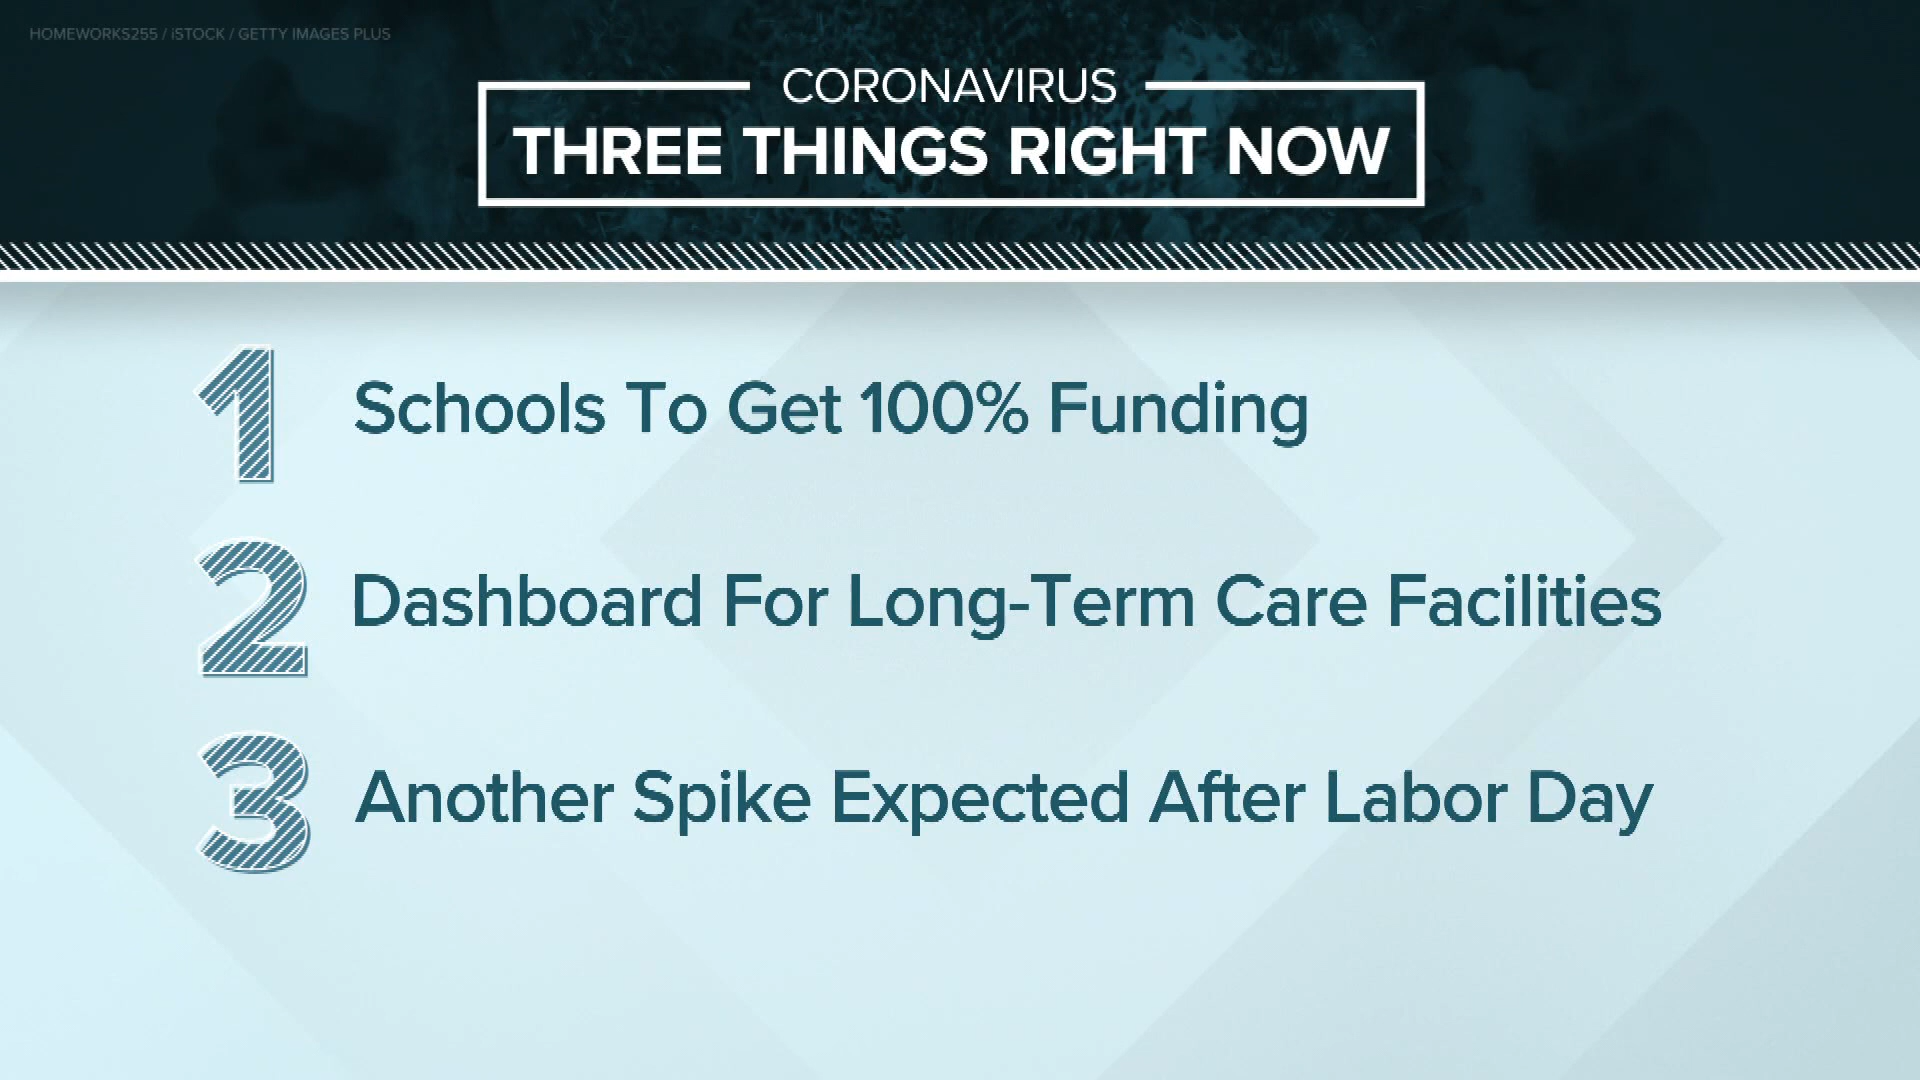 HOMEWORKS255 / iSTOCK / GETTY IMAGES PLUS
CORONAVIRUS
THREE THINGS RIGHT NOW
1 Schools To Get 100% Funding
2 Dashboard For Long-Term Care Facilities
3 Another Spike Expected After Labor Day